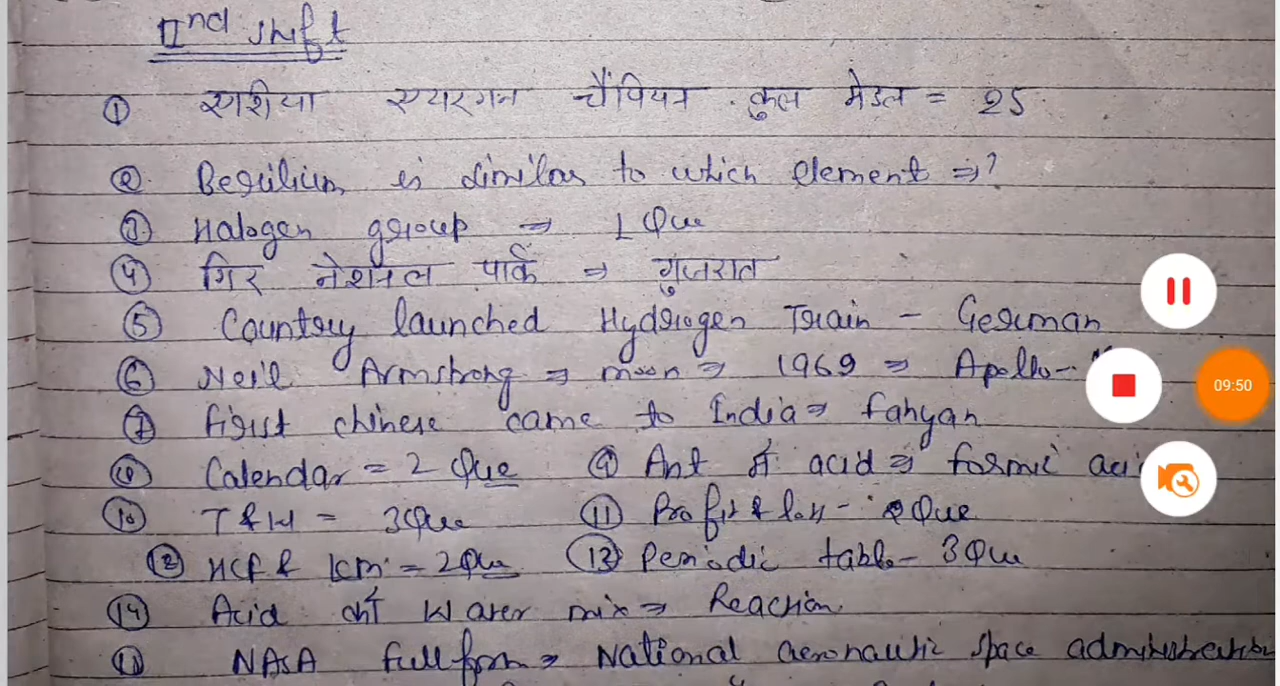 IInd shift
① एशिया एयरगन चैंपियन कुल मेडल = 25
② Berilium is similar to which element ⇒?
③ Halogen group ⇒ 1 Que
④ गिर नेशनल पार्क ⇒ गुजरात
⑤ Country launched Hydrogen Train - German
⑥ Neil Armstrong ⇒ moon ⇒ 1969 ⇒ Apollo-
⑦ first chinese came to India ⇒ fahyan
Calendar = 2 Que ⑨ Ant में acid ⇒ formic aci
⑩ T & W = 3 Que ⑪ Profit & loss - Que
⑫ HCF & LCM = 2 Que ⑬ Periodic table - 3 Que
⑭ Acid को Water mix ⇒ Reaction
NASA full form ⇒ National aeronautic space administration
09:50